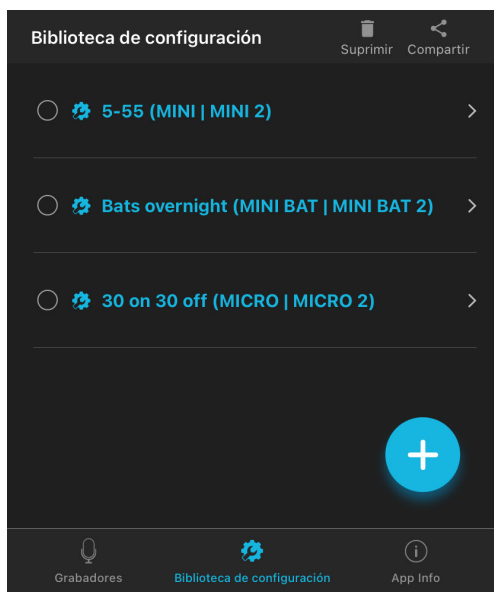 Biblioteca de configuración
Suprimir
Compartir
5-55 (MINI | MINI 2)
Bats overnight (MINI BAT | MINI BAT 2)
30 on 30 off (MICRO | MICRO 2)
Grabadores
Biblioteca de configuración
App Info